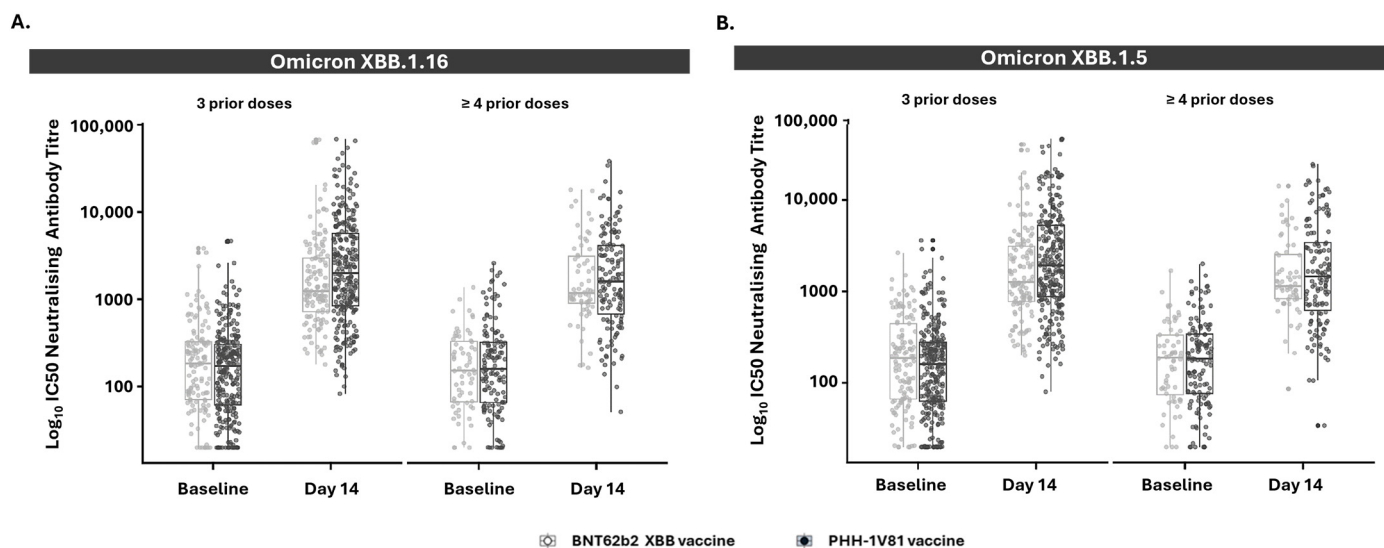 A.
Omicron XBB.1.16
3 prior doses
≥ 4 prior doses
Log₁₀ IC50 Neutralising Antibody Titre
100,000
10,000
1000
100
Baseline
Day 14
Baseline
Day 14
B.
Omicron XBB.1.5
3 prior doses
≥ 4 prior doses
Log₁₀ IC50 Neutralising Antibody Titre
100,000
10,000
1000
100
Baseline
Day 14
Baseline
Day 14
BNT62b2 XBB vaccine
PHH-1V81 vaccine